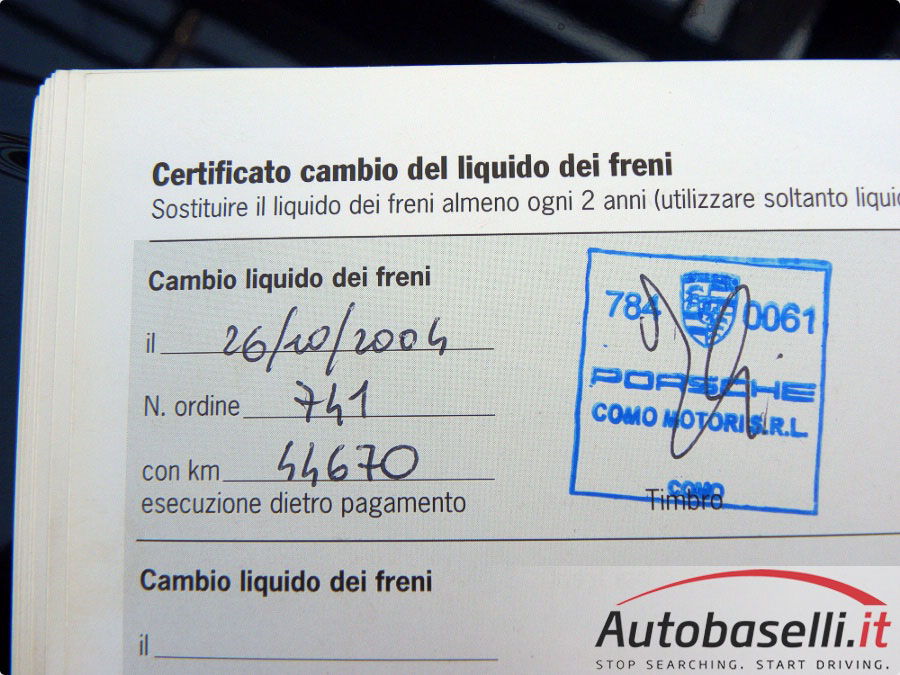 Certificato cambio del liquido dei freni
Sostituire il liquido dei freni almeno ogni 2 anni (utilizzare soltanto
Cambio liquido dei freni
il 26/10/2004
N. ordine 741
con km 44670
esecuzione dietro pagamento
784 0061
PORSCHE
COMO MOTORI S.R.L.
COMO
Timbro
Cambio liquido dei freni
il
Autobaselli.it
STOP SEARCHING. START DRIVING.